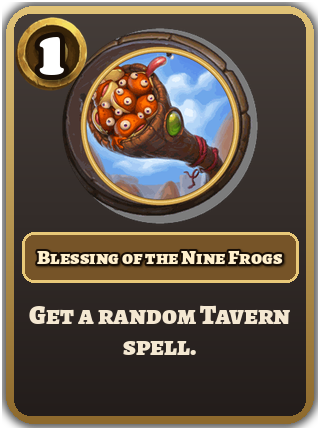 1
Blessing of the Nine Frogs
Get a random Tavern
spell.